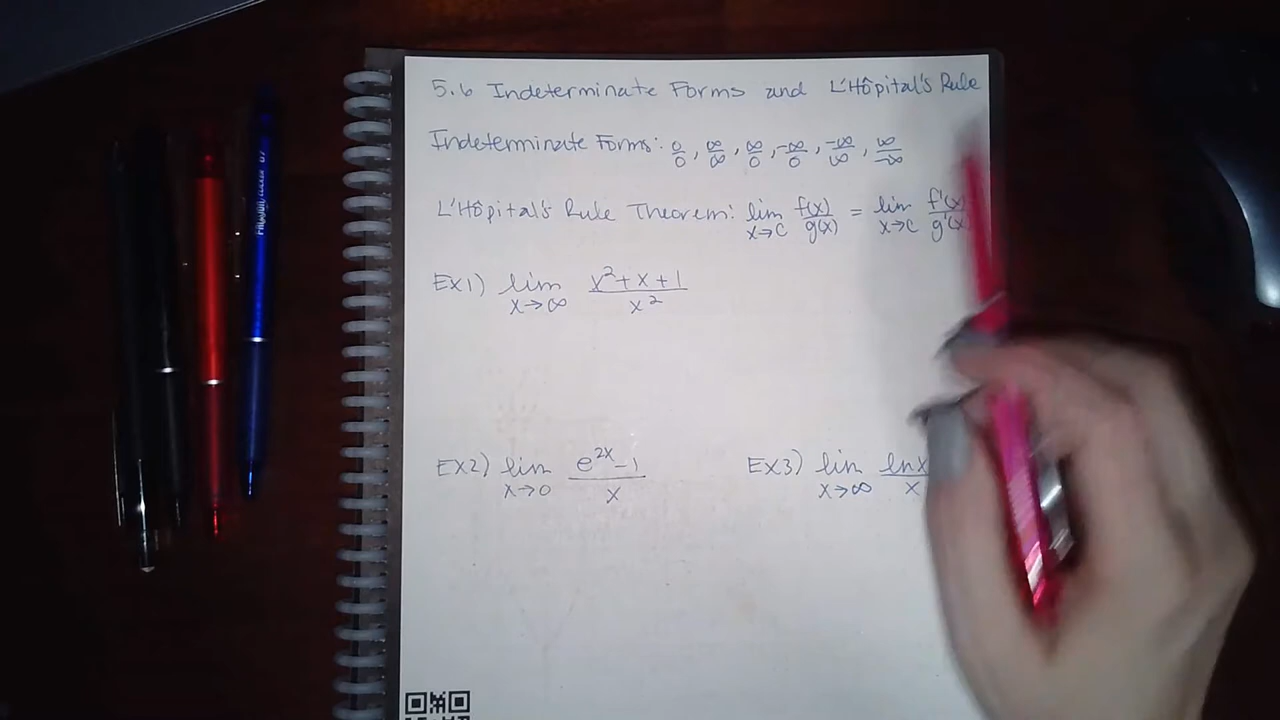 5.6 Indeterminate Forms and L'Hôpital's Rule
Indeterminate Forms: 0/0, ∞/∞, ∞/0, -∞/0, -∞/∞, ∞/-∞
L'Hôpital's Rule Theorem: lim x→c f(x)/g(x) = lim x→c f'(x)/g'(x)
Ex1) lim x→∞ x²+x+1/x²
Ex2) lim x→0 e^2x-1/x
Ex3) lim x→∞ lnx/x